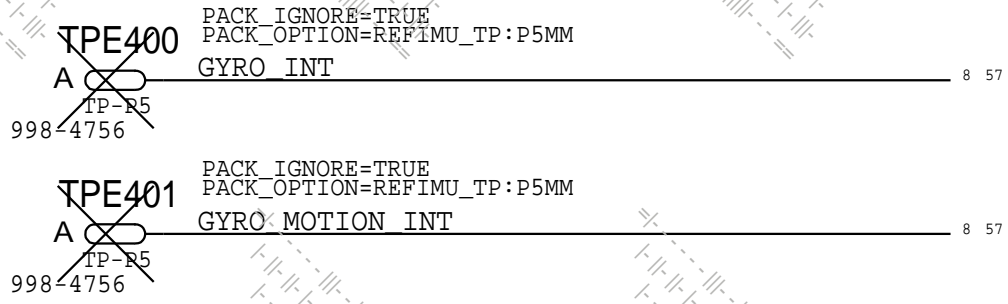 PACK_IGNORE=TRUE
TPE400 PACK_OPTION=REFIMU_TP:P5MM
A GYRO_INT 8 57
TP-P5
998-4756
PACK_IGNORE=TRUE
TPE401 PACK_OPTION=REFIMU_TP:P5MM
A GYRO_MOTION_INT 8 57
TP-P5
998-4756